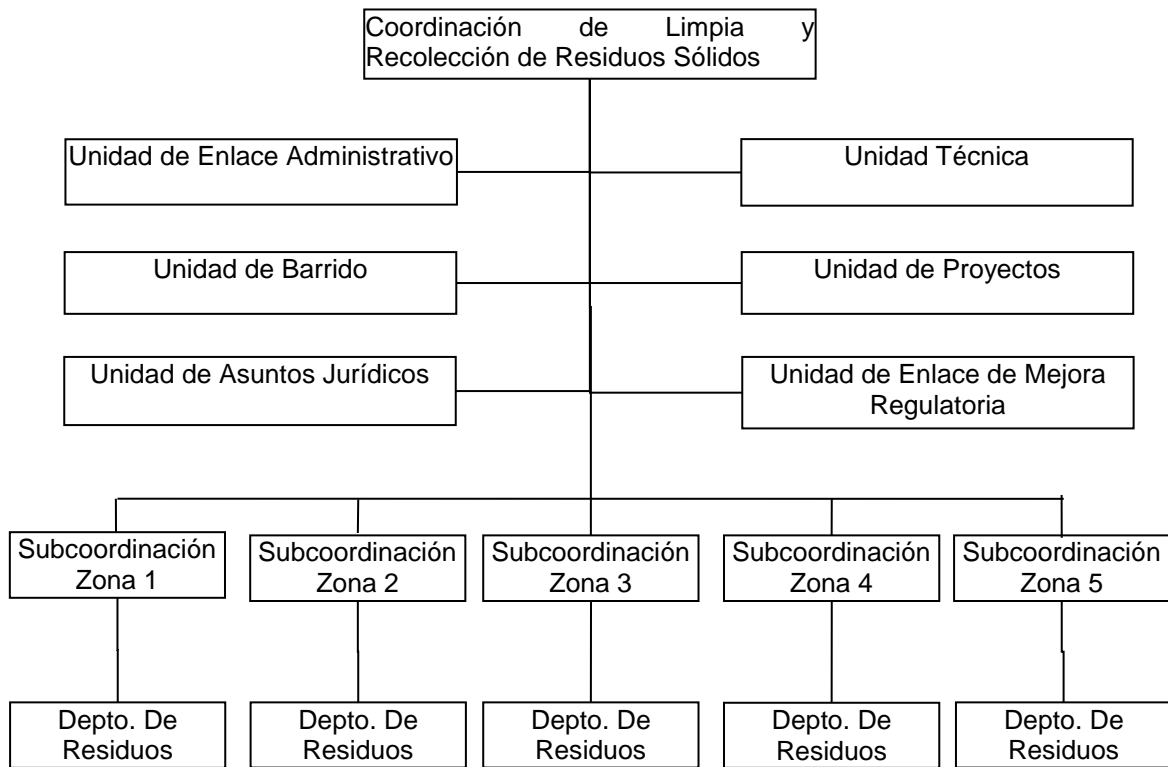 Coordinación de Limpia y
Recolección de Residuos Sólidos
Unidad de Enlace Administrativo
Unidad Técnica
Unidad de Barrido
Unidad de Proyectos
Unidad de Asuntos Jurídicos
Unidad de Enlace de Mejora
Regulatoria
Subcoordinación
Zona 1
Subcoordinación
Zona 2
Subcoordinación
Zona 3
Subcoordinación
Zona 4
Subcoordinación
Zona 5
Depto. De
Residuos
Depto. De
Residuos
Depto. De
Residuos
Depto. De
Residuos
Depto. De
Residuos